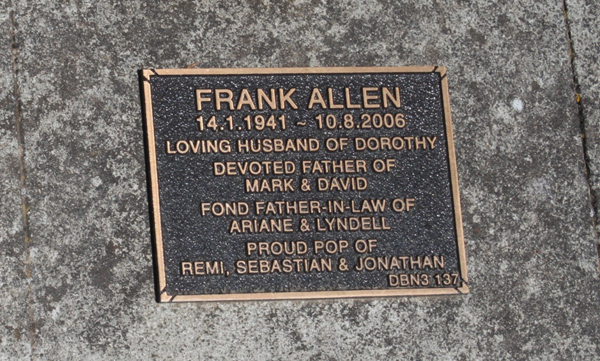 FRANK ALLEN
14.1.1941 ~ 10.8.2006
LOVING HUSBAND OF DOROTHY
DEVOTED FATHER OF
MARK & DAVID
FOND FATHER-IN-LAW OF
ARIANE & LYNDELL
PROUD POP OF
REMI, SEBASTIAN & JONATHAN
DBN3 137